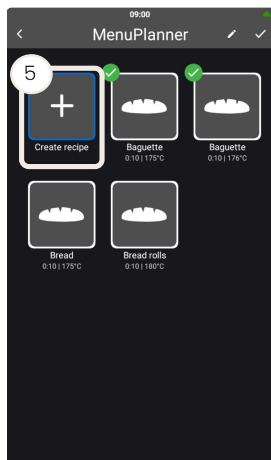 09:00
MenuPlanner
5
Create recipe
Baguette
0:10 | 175°C
Baguette
0:10 | 176°C
Bread
0:10 | 175°C
Bread rolls
0:10 | 180°C